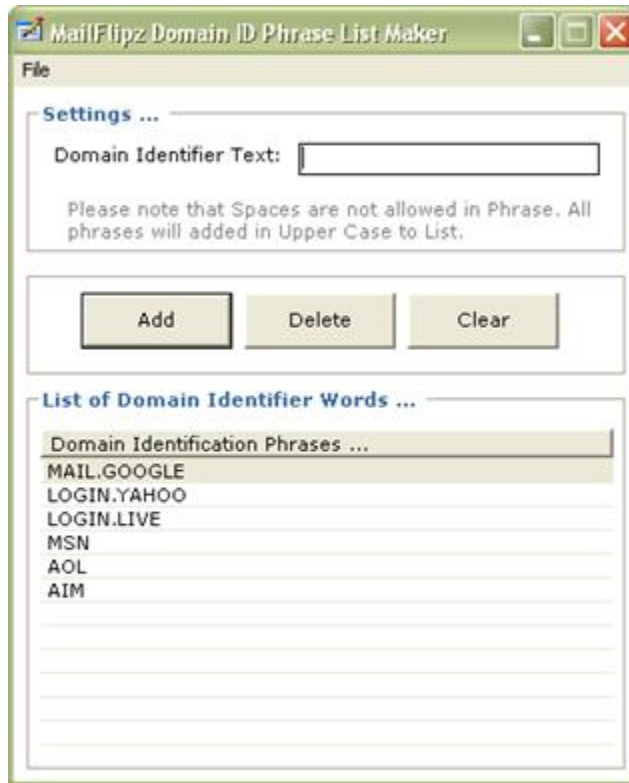 MailFlipz Domain ID Phrase List Maker
File
Settings ...
Domain Identifier Text:
Please note that Spaces are not allowed in Phrase. All
phrases will added in Upper Case to List.
Add Delete Clear
List of Domain Identifier Words ...
Domain Identification Phrases ...
MAIL.GOOGLE
LOGIN.YAHOO
LOGIN.LIVE
MSN
AOL
AIM